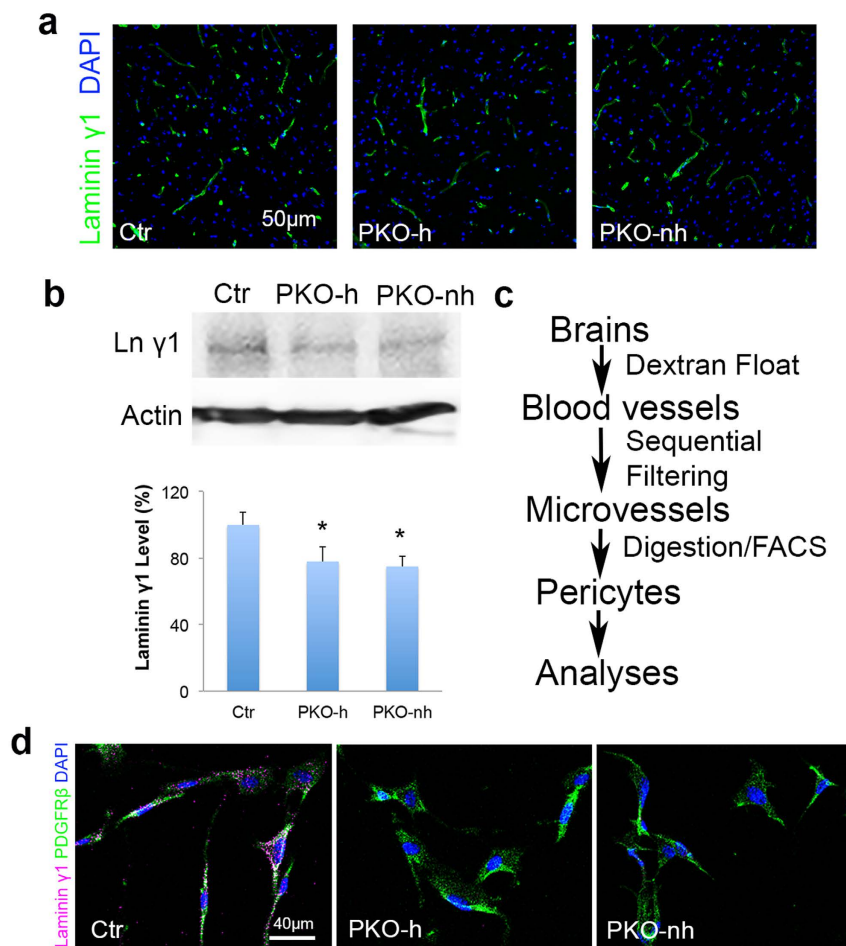 a
Laminin γ1 DAPI
50µm
Ctr
PKO-h
PKO-nh
b
Ctr PKO-h PKO-nh
Ln γ1
Actin
Laminin γ1 Level (%)
120
80
40
0
*
*
Ctr PKO-h PKO-nh
c
Brains
Dextran Float
Blood vessels
Sequential
Filtering
Microvessels
Digestion/FACS
Pericytes
Analyses
d
Laminin γ1 PDGFRβ DAPI
Ctr
40µm
PKO-h
PKO-nh